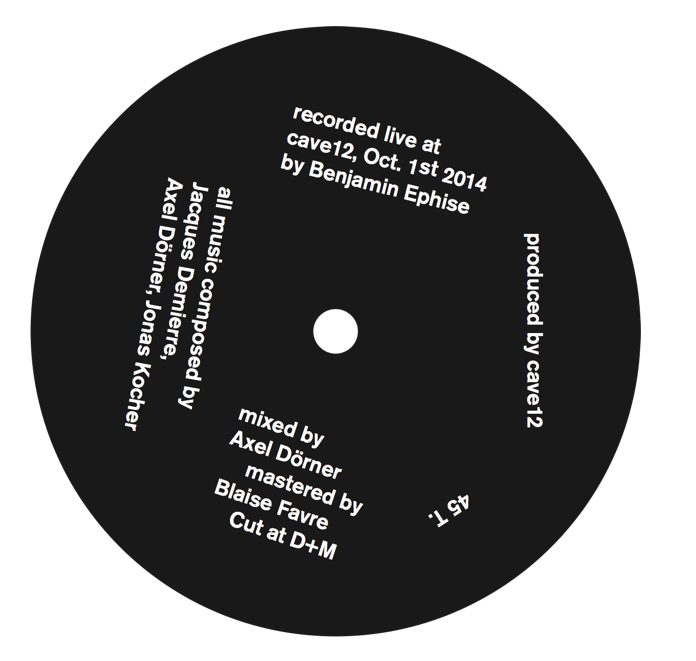 recorded live at
cave12, Oct. 1st 2014
by Benjamin Ephise
all music composed by
Jacques Demierre,
Axel Dörner, Jonas Kocher
produced by cave12
mixed by
Axel Dörner
mastered by
Blaise Favre
Cut at D+M
45 T.